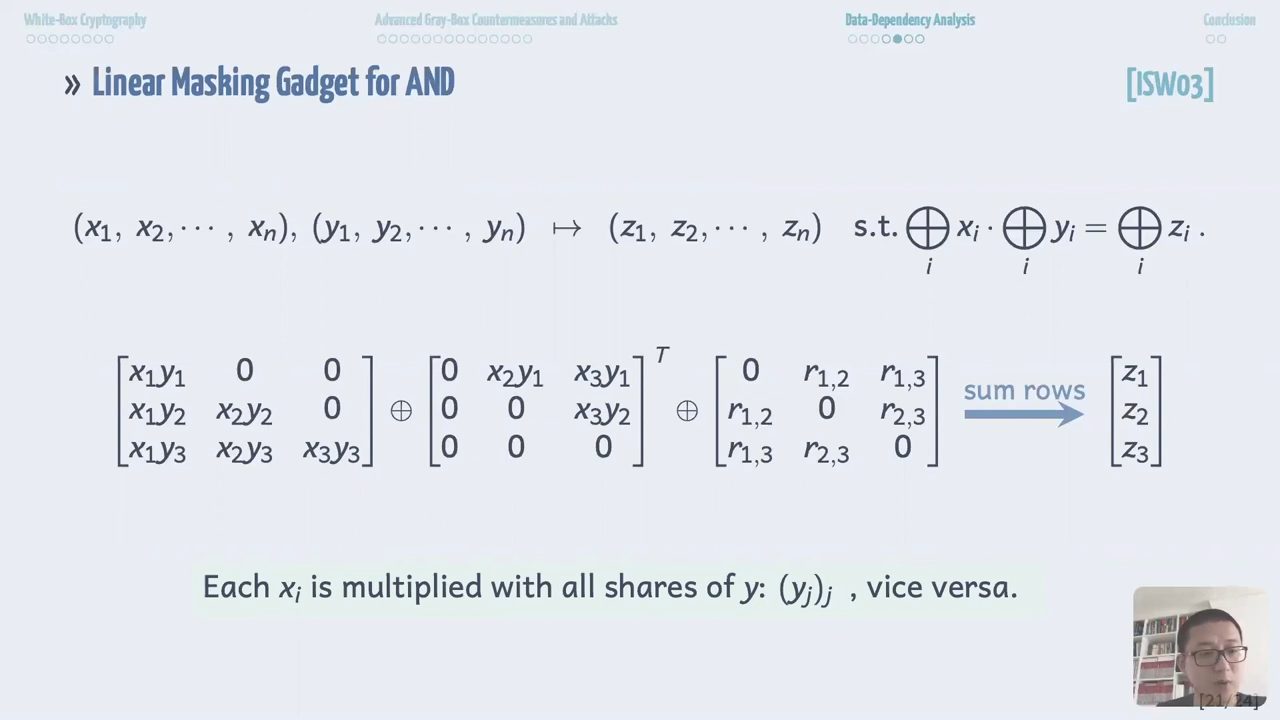 White-Box Cryptography Advanced Gray-Box Countermeasures and Attacks Data-Dependency Analysis Conclusion
» Linear Masking Gadget for AND [ISW03]
(x₁, x₂, ⋯ , xₙ), (y₁, y₂, ⋯ , yₙ) ↦ (z₁, z₂, ⋯ , zₙ) s.t. ⨁ᵢ xᵢ · ⨁ᵢ yᵢ = ⨁ᵢ zᵢ .
[x₁y₁ 0 0] [0 x₂y₁ x₃y₁]ᵀ [0 r₁,₂ r₁,₃] sum rows [z₁]
[x₁y₂ x₂y₂ 0] ⊕ [0 0 x₃y₂] ⊕ [r₁,₂ 0 r₂,₃] → [z₂]
[x₁y₃ x₂y₃ x₃y₃] [0 0 0] [r₁,₃ r₂,₃ 0] [z₃]
Each xᵢ is multiplied with all shares of y: (yⱼ)ⱼ , vice versa.
[21/24]